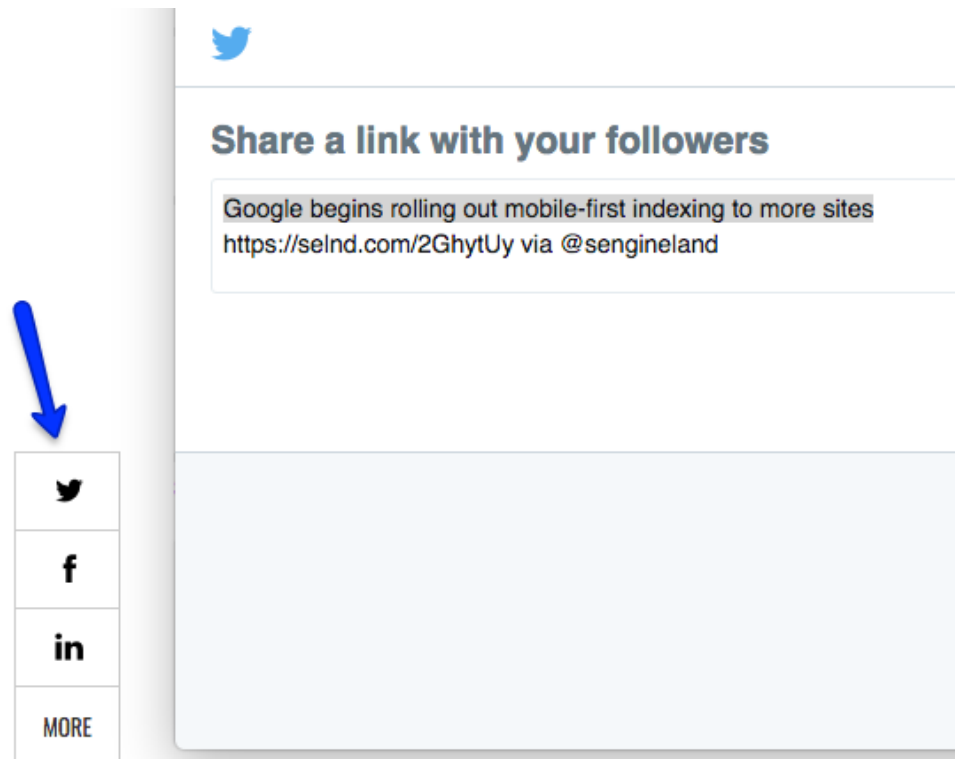 Share a link with your followers
Google begins rolling out mobile-first indexing to more sites
https://selnd.com/2GhytUy via @sengineland
f
in
MORE